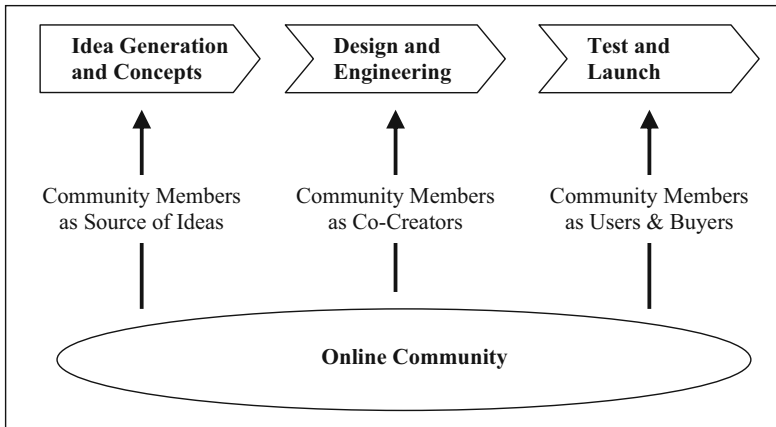 Idea Generation
and Concepts
Design and
Engineering
Test and
Launch
Community Members
as Source of Ideas
Community Members
as Co-Creators
Community Members
as Users & Buyers
Online Community